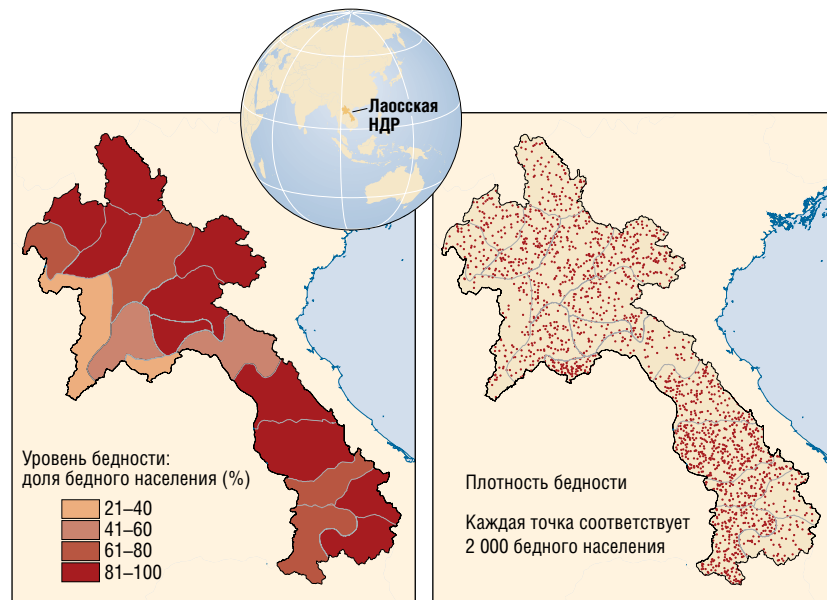 Лаосская
НДР
Уровень бедности:
доля бедного населения (%)
21–40
41–60
61–80
81–100
Плотность бедности
Каждая точка соответствует
2 000 бедного населения